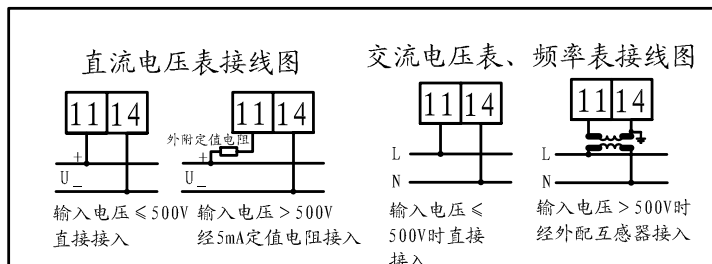 直流电压表接线图
交流电压表、频率表接线图
11 14
外附定值电阻
+
U_
输入电压≤500V
直接接入
11 14
+
U_
输入电压>500V
经5mA定值电阻接入
11 14
L
N
输入电压≤
500V时直接
接入
11 14
L
N
输入电压>500V时
经外配互感器接入